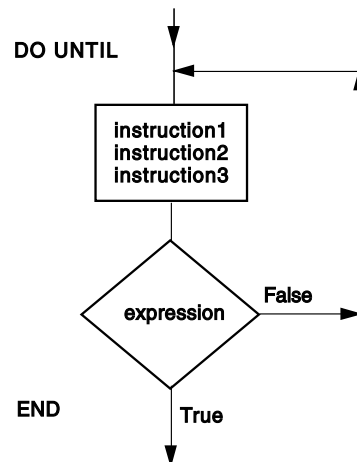 DO UNTIL
instruction1
instruction2
instruction3
expression
False
True
END